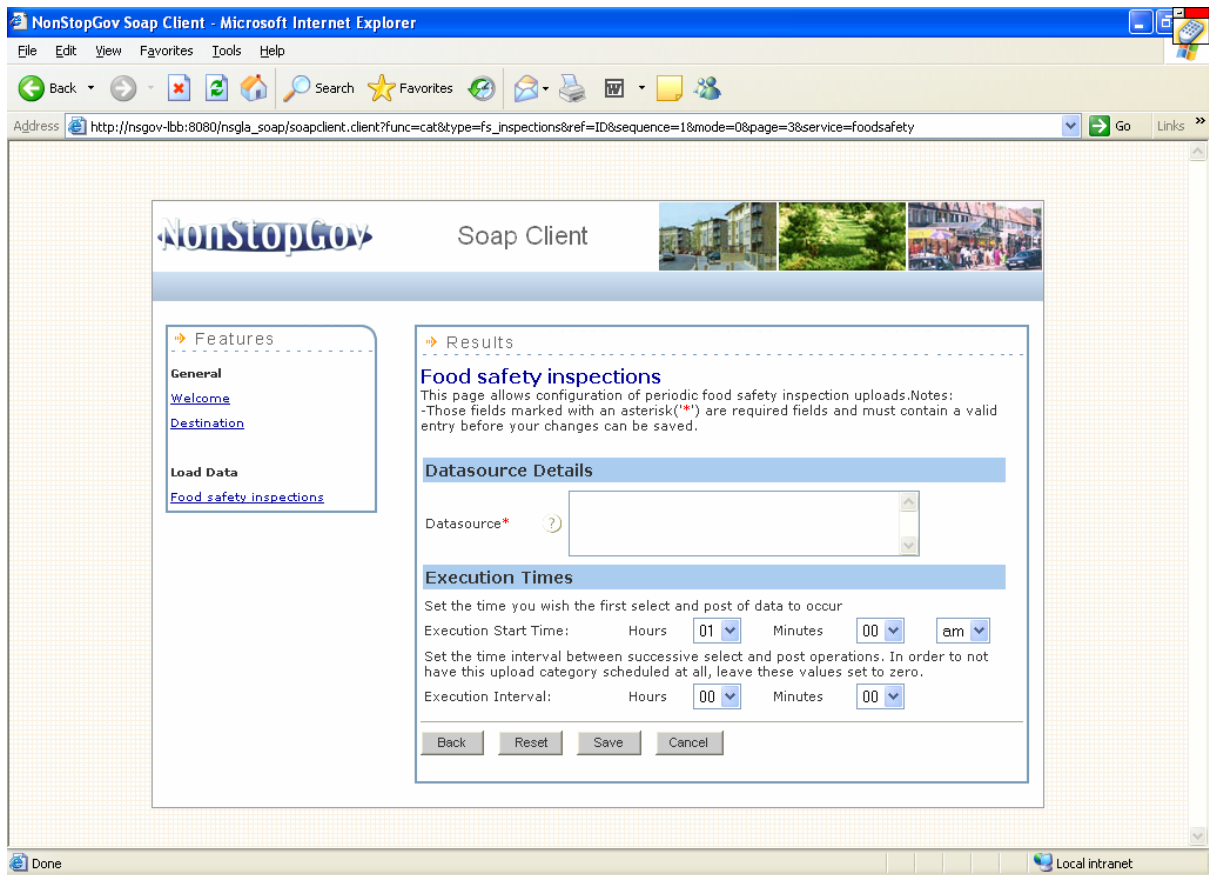 NonStopGov Soap Client - Microsoft Internet Explorer
File Edit View Favorites Tools Help
Back Search Favorites
Address http://nsgov-lbb:8080/nsgla_soap/soapclient.client?func=cat&type=fs_inspections&ref=ID&sequence=1&mode=0&page=3&service=foodsafety Go Links »
NonStopGov Soap Client
Features
General
Welcome
Destination
Load Data
Food safety inspections
Results
Food safety inspections
This page allows configuration of periodic food safety inspection uploads.Notes:
-Those fields marked with an asterisk('*') are required fields and must contain a valid
entry before your changes can be saved.
Datasource Details
Datasource* ?
Execution Times
Set the time you wish the first select and post of data to occur
Execution Start Time: Hours 01 Minutes 00 am
Set the time interval between successive select and post operations. In order to not
have this upload category scheduled at all, leave these values set to zero.
Execution Interval: Hours 00 Minutes 00
Back Reset Save Cancel
Done Local intranet